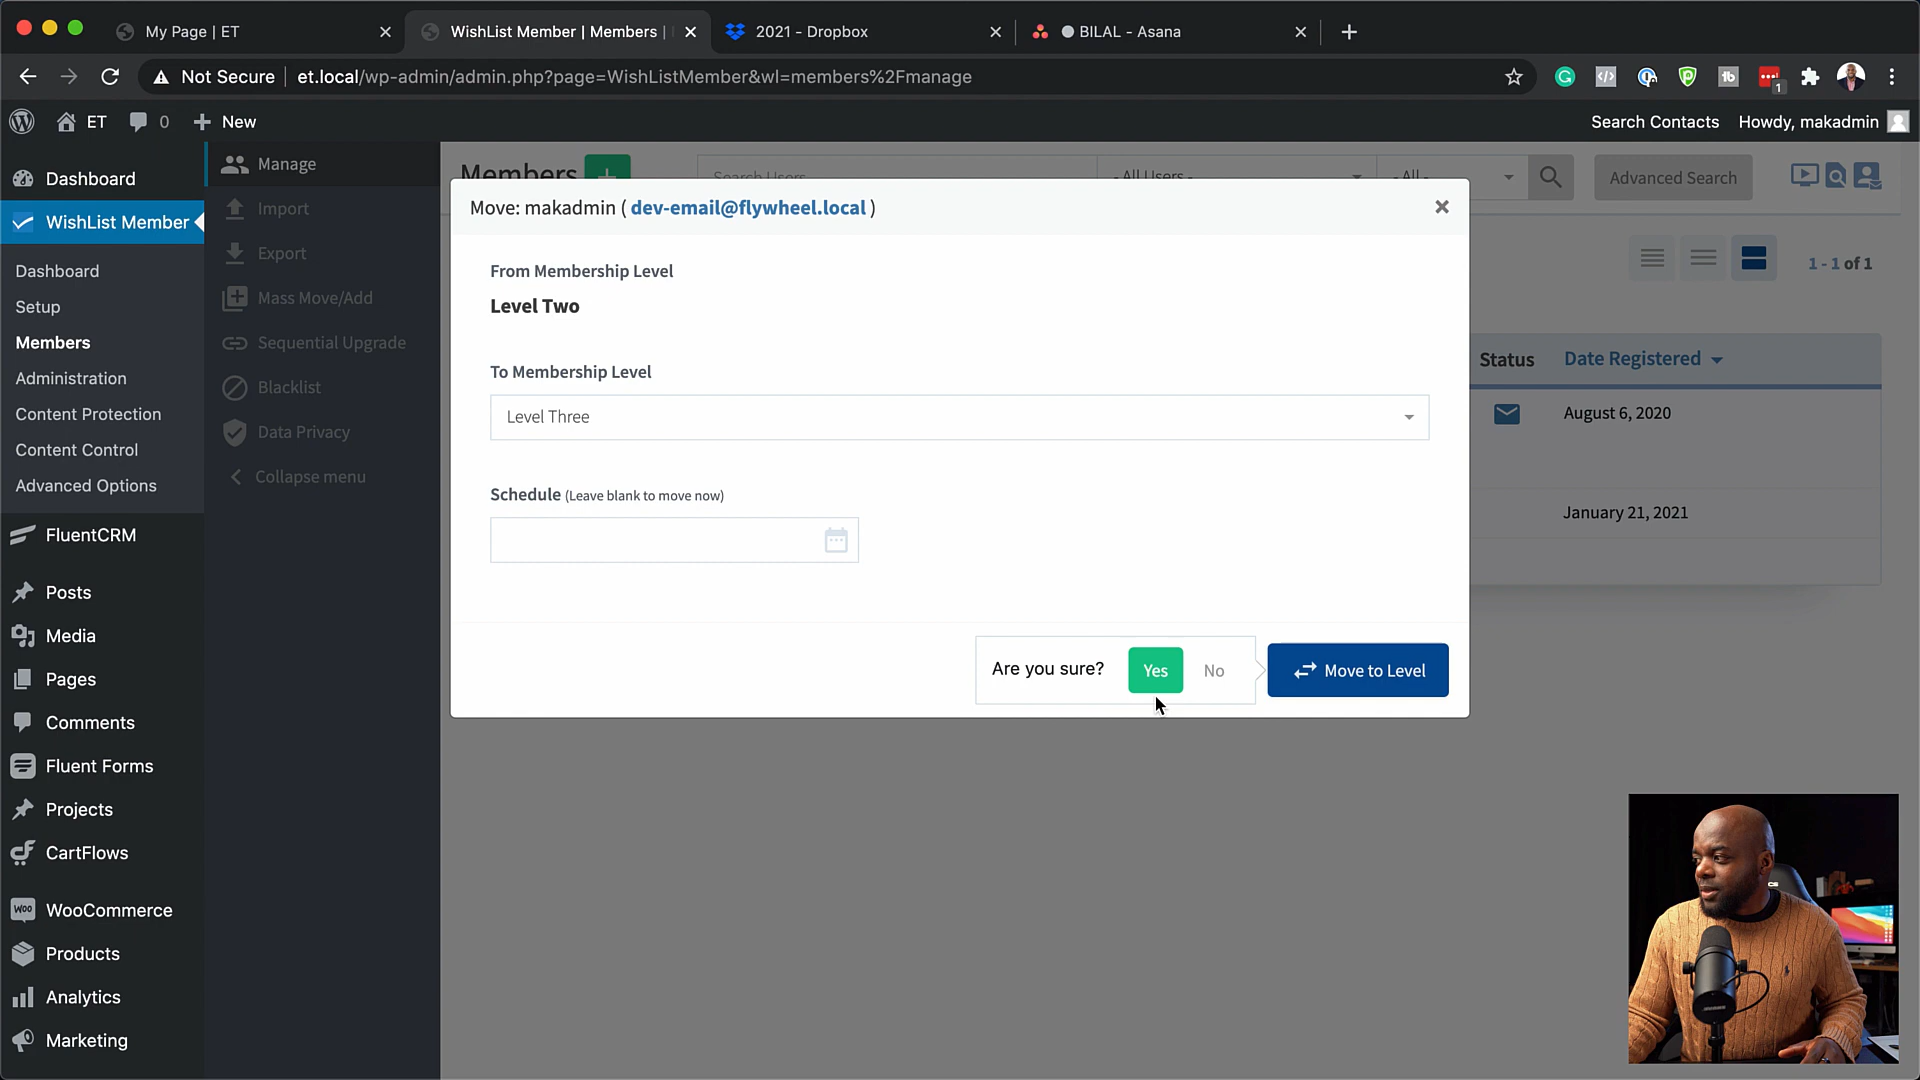 My Page | ET
WishList Member | Members |
2021 - Dropbox
BILAL - Asana
Not Secure
et.local/wp-admin/admin.php?page=WishListMember&wl=members%2Fmanage
1
ET
0
New
Search Contacts
Howdy, makadmin
Dashboard
WishList Member
Dashboard
Setup
Members
Administration
Content Protection
Content Control
Advanced Options
FluentCRM
Posts
Media
Pages
Comments
Fluent Forms
Projects
CartFlows
WooCommerce
Products
Analytics
Marketing
Manage
Import
Export
Mass Move/Add
Sequential Upgrade
Blacklist
Data Privacy
Collapse menu
Members
Search Users
- All Users -
- All -
Advanced Search
1 - 1 of 1
Status
Date Registered
August 6, 2020
January 21, 2021
Move: makadmin ( dev-email@flywheel.local )
From Membership Level
Level Two
To Membership Level
Level Three
Schedule (Leave blank to move now)
Are you sure?
Yes
No
Move to Level